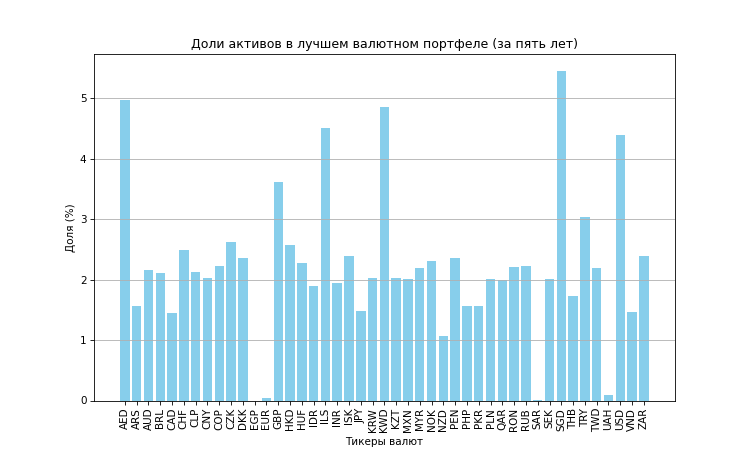 Доли активов в лучшем валютном портфеле (за пять лет)
Доля (%)
5
4
3
2
1
0
AED ARS AUD BRL CAD CHF CLP CNY COP CZK DKK EGP EUR GBP HKD HUF IDR ILS INR ISK JPY KRW KWD KZT MXN MYR NOK NZD PEN PHP PKR PLN QAR RON RUB SAR SEK SGD THB TRY TWD UAH USD VND ZAR
Тикеры валют